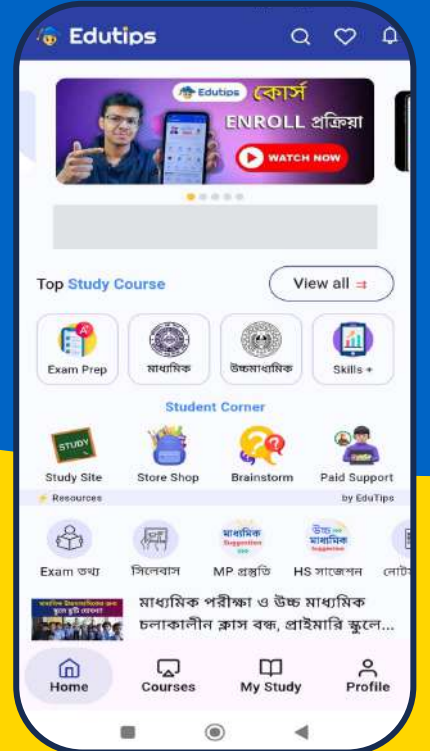 Edutips
Edutips কোর্স
ENROLL প্রক্রিয়া
WATCH NOW
Top Study Course
View all
Exam Prep
মাধ্যমিক
উচ্চমাধ্যমিক
Skills +
Student Corner
STUDY
Study Site
Store Shop
Brainstorm
Paid Support
Resources
by EduTips
মাধ্যমিক
Suggestion
উচ্চ
মাধ্যমিক
Suggestion
Exam তথ্য
সিলেবাস
MP প্রস্তুতি
HS সাজেশন
নোট
মাধ্যমিক পরীক্ষা ও উচ্চ মাধ্যমিক
চলাকালীন ক্লাস বন্ধ, প্রাইমারি স্কুলে...
Home
Courses
My Study
Profile